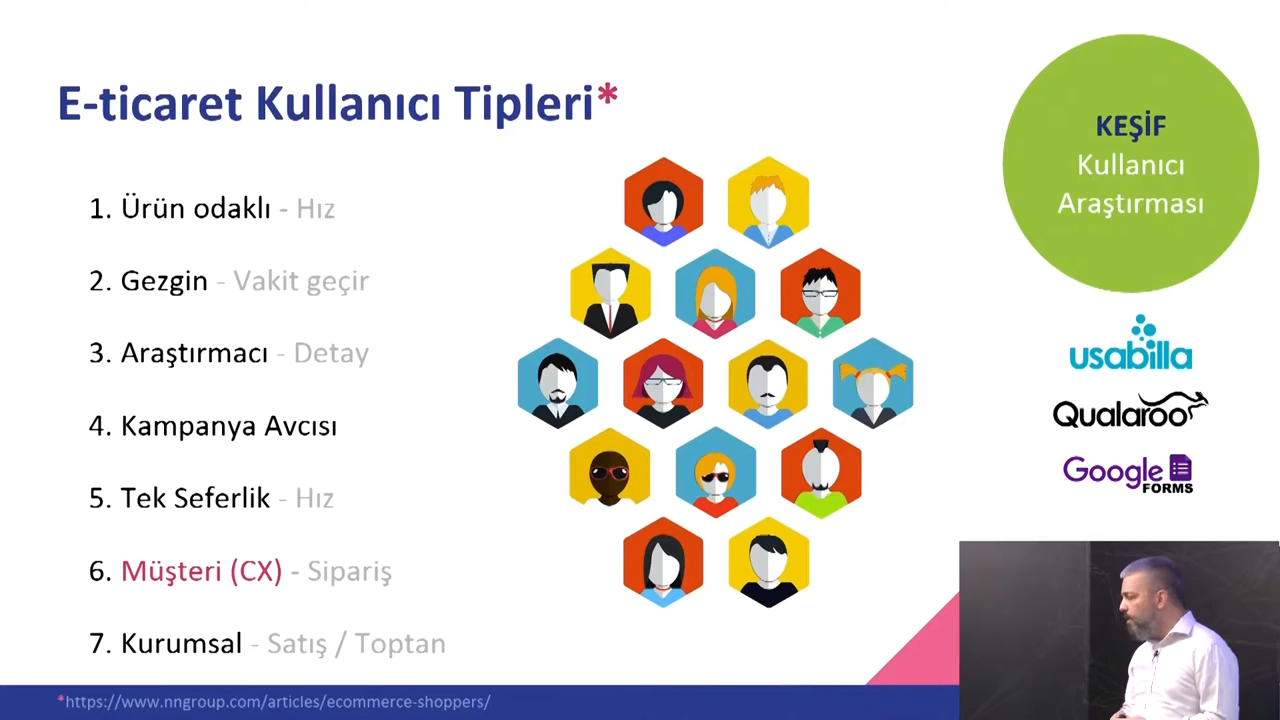 E-ticaret Kullanıcı Tipleri*
1. Ürün odaklı - Hız
2. Gezgin - Vakit geçir
3. Araştırmacı - Detay
4. Kampanya Avcısı
5. Tek Seferlik - Hız
6. Müşteri (CX) - Sipariş
7. Kurumsal - Satış / Toptan
*https://www.nngroup.com/articles/ecommerce-shoppers/
KEŞİF
Kullanıcı
Araştırması
usabilla
Qualaroo
Google
FORMS